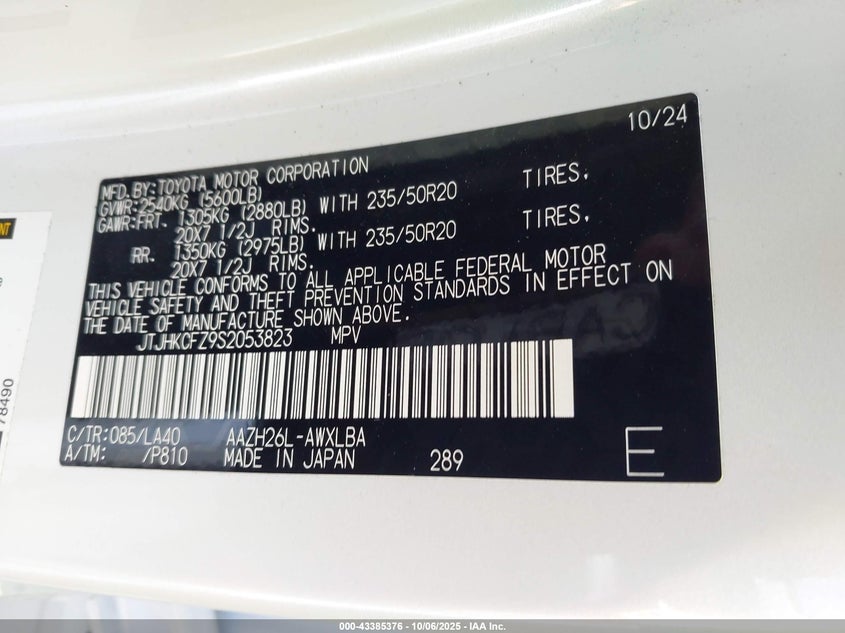 10/24
MFD.BY:TOYOTA MOTOR CORPORATION
GVWR:2540KG (5600LB)
GAWR:FRT. 1305KG (2880LB) WITH 235/50R20 TIRES.
20X7 1/2J RIMS.
RR. 1350KG (2975LB) WITH 235/50R20 TIRES.
20X7 1/2J RIMS.
THIS VEHICLE CONFORMS TO ALL APPLICABLE FEDERAL MOTOR
VEHICLE SAFETY AND THEFT PREVENTION STANDARDS IN EFFECT ON
THE DATE OF MANUFACTURE SHOWN ABOVE.
JTJHKCFZ9S2053823 MPV
C/TR:085/LA40 AAZH26L-AWXLBA
A/TM: /P810 MADE IN JAPAN 289 E
78490
000-43385376 - 10/06/2025 - IAA Inc.